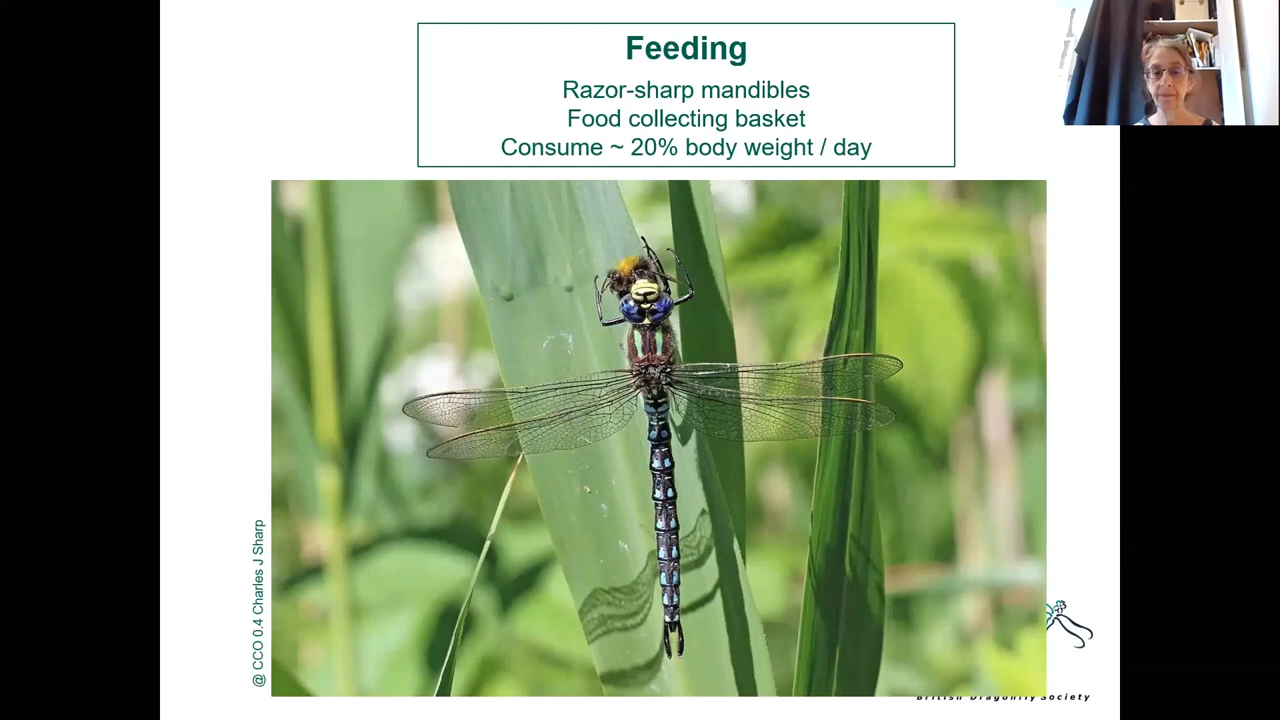 Feeding
Razor-sharp mandibles
Food collecting basket
Consume ~ 20% body weight / day
@ CCO 0.4 Charles J Sharp
British Dragonfly Society